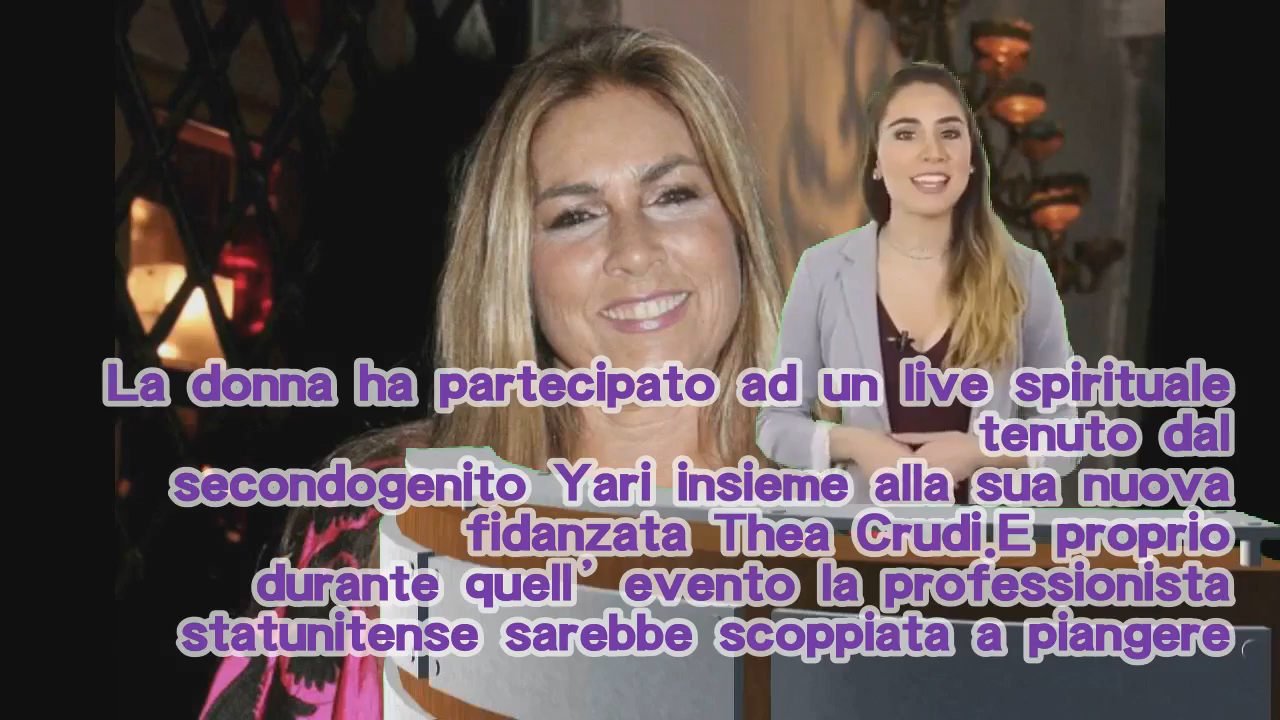 La donna ha partecipato ad un live spirituale
tenuto dal
secondogenito Yari insieme alla sua nuova
fidanzata Thea Crudi.E proprio
durante quell’evento la professionista
statunitense sarebbe scoppiata a piangere